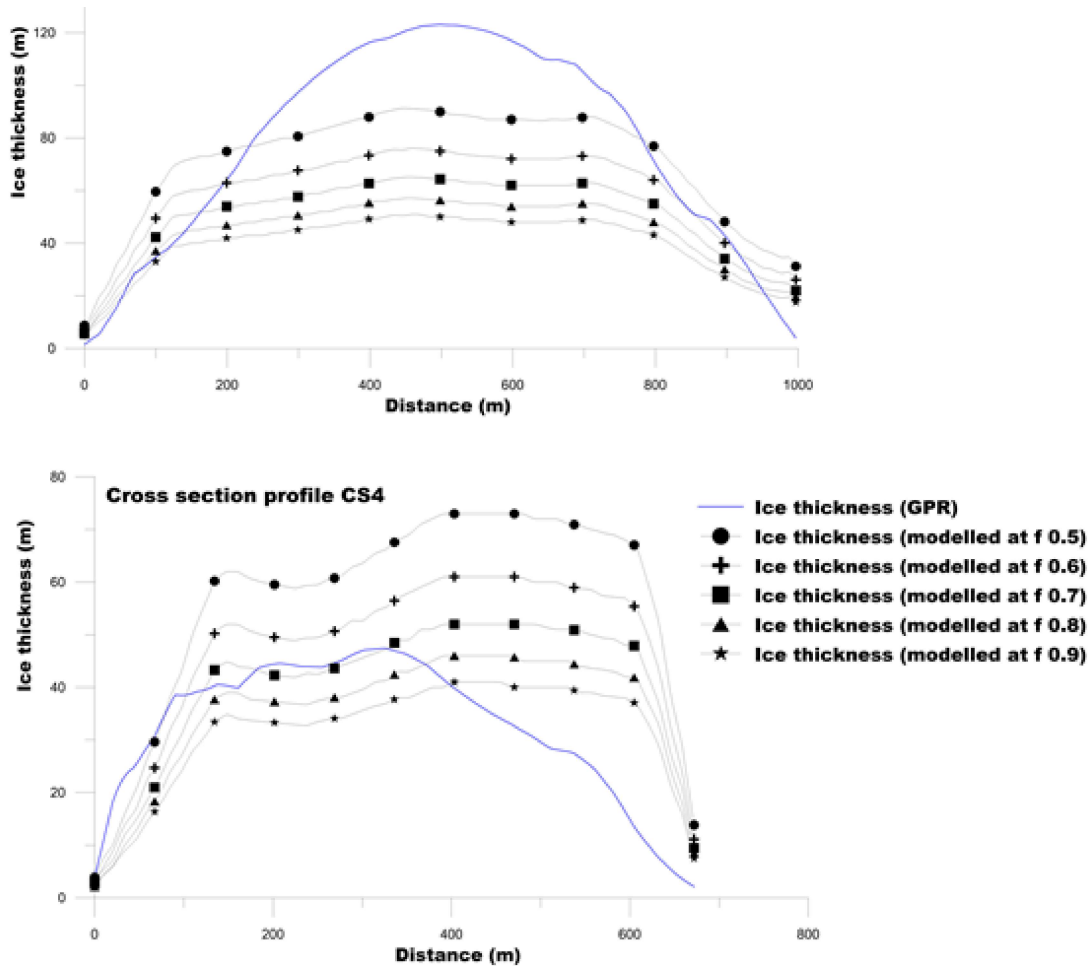 120
80
40
0
Ice thickness (m)
0
200
400
600
800
1000
Distance (m)
80
60
40
20
0
Ice thickness (m)
Cross section profile CS4
0
200
400
600
800
Distance (m)
Ice thickness (GPR)
Ice thickness (modelled at f 0.5)
Ice thickness (modelled at f 0.6)
Ice thickness (modelled at f 0.7)
Ice thickness (modelled at f 0.8)
Ice thickness (modelled at f 0.9)